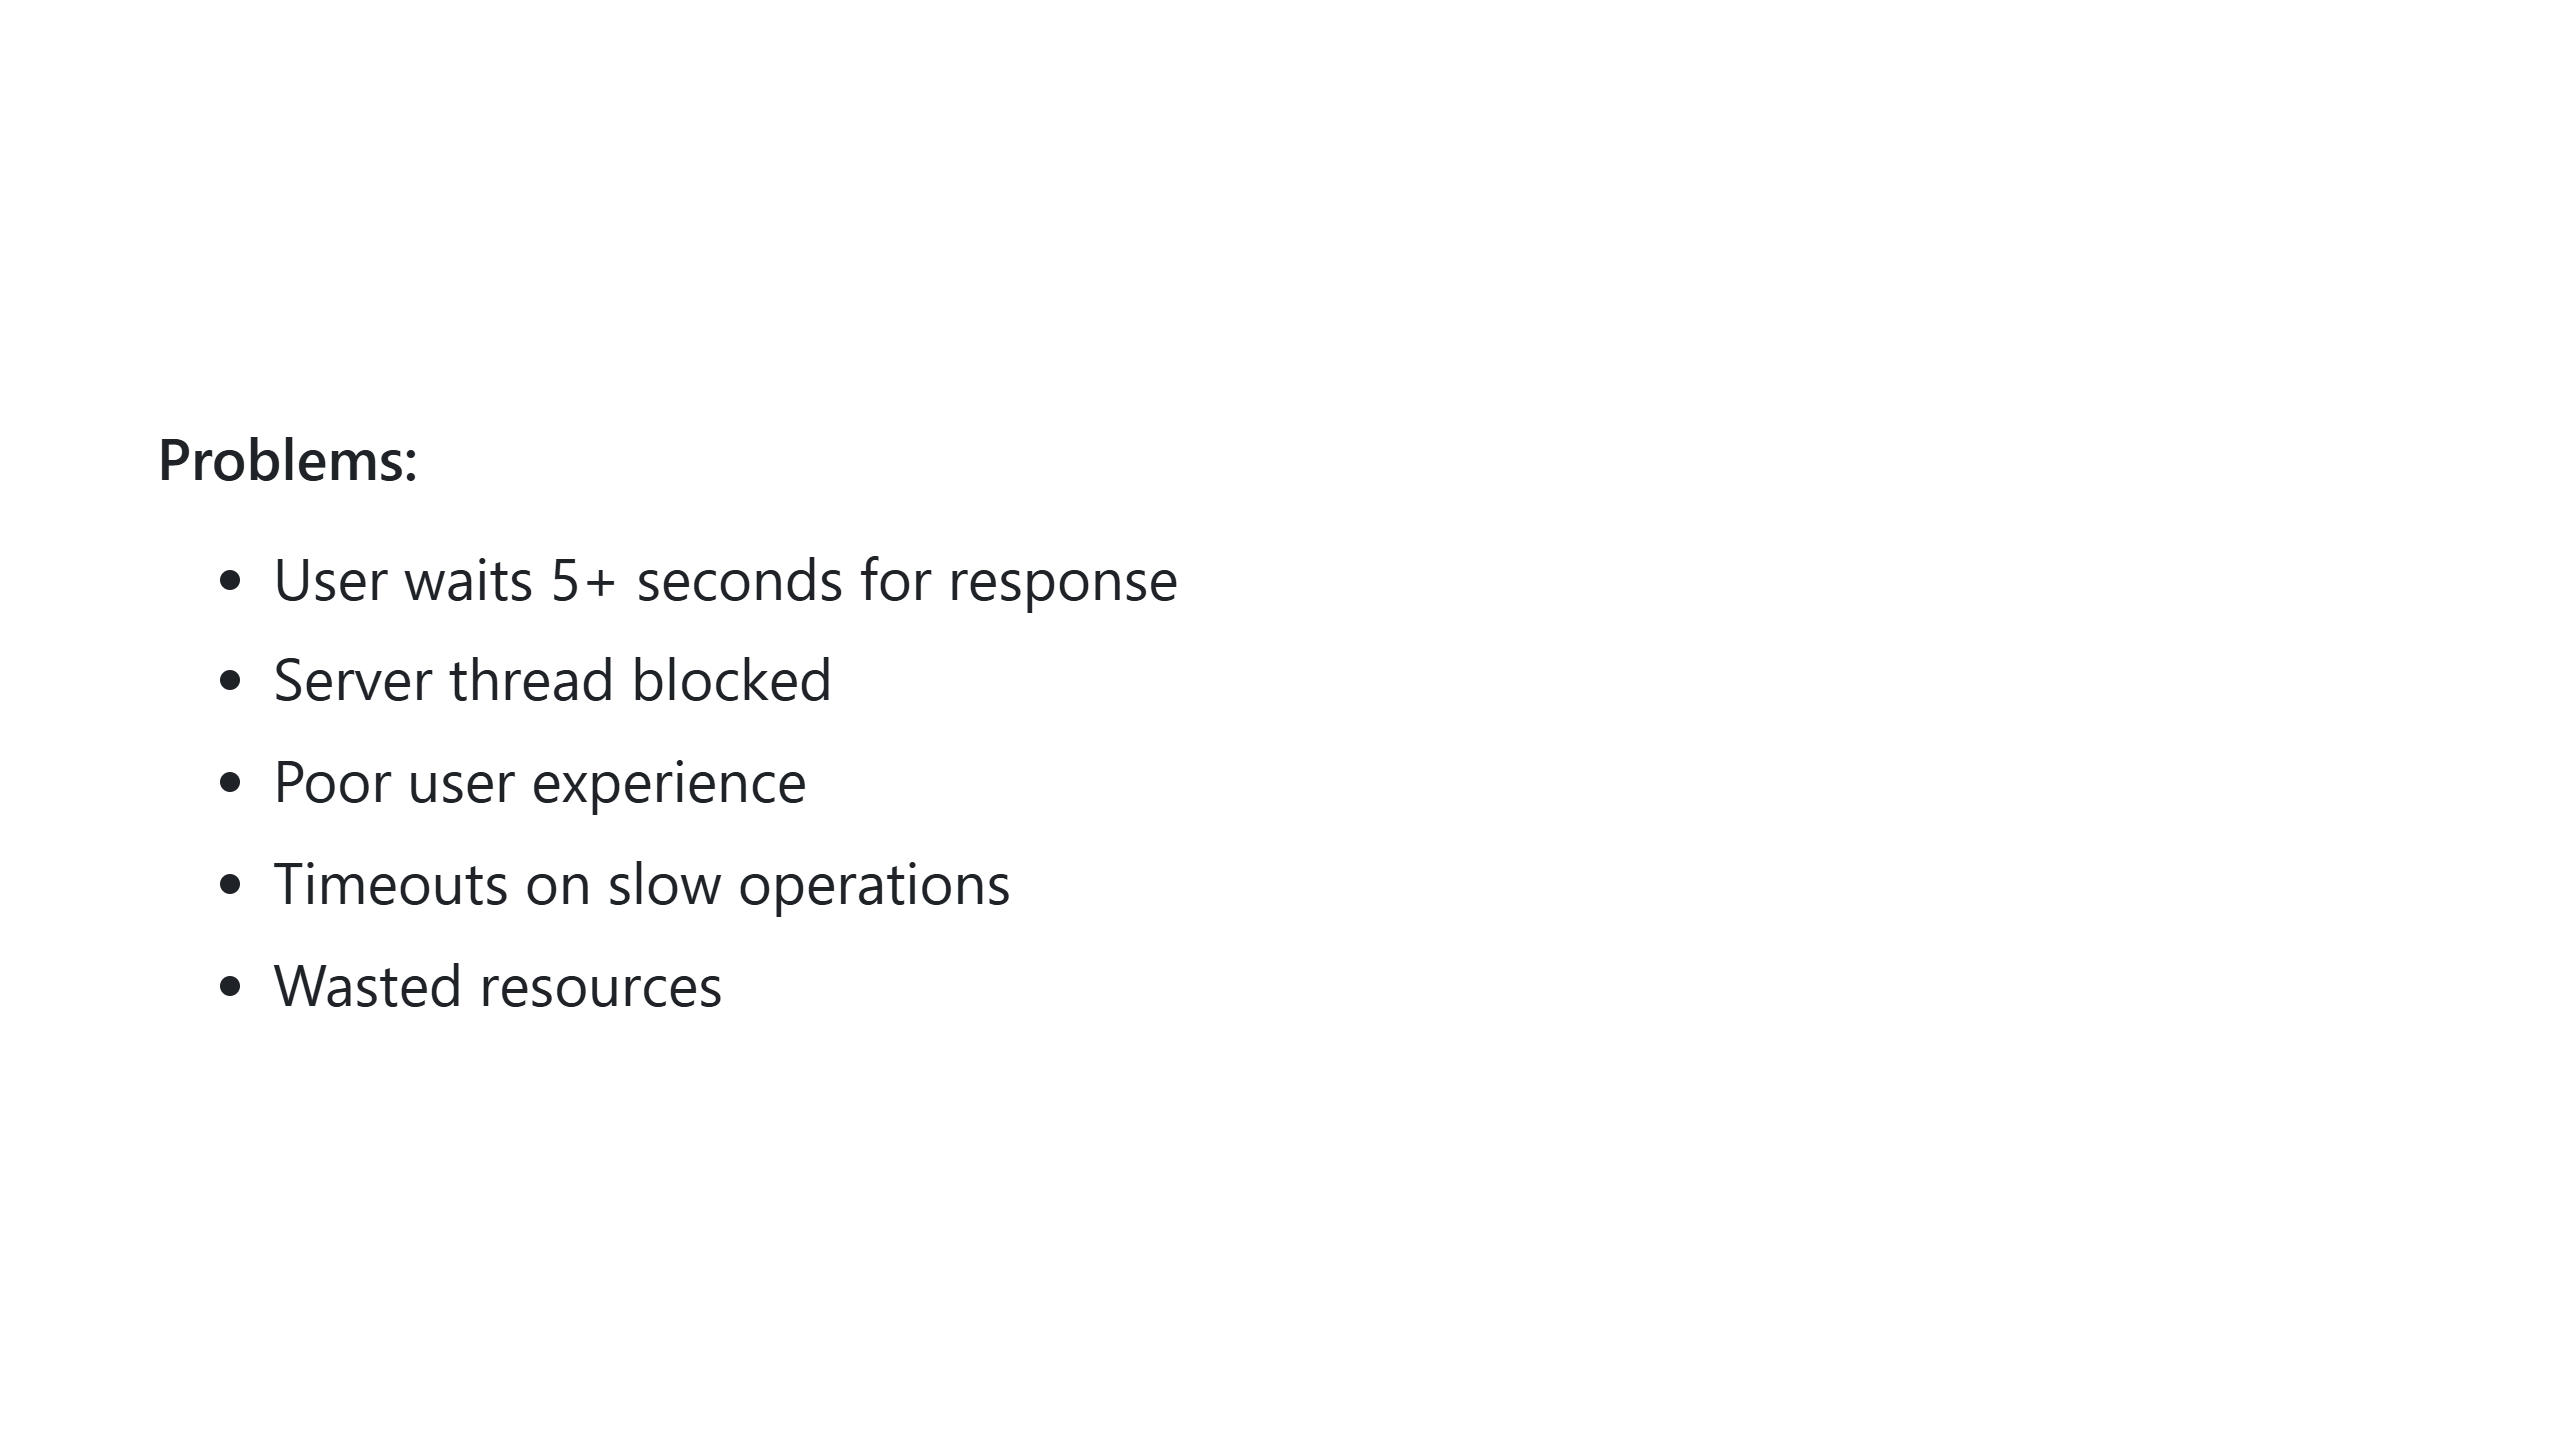 Problems:
• User waits 5+ seconds for response
• Server thread blocked
• Poor user experience
• Timeouts on slow operations
• Wasted resources